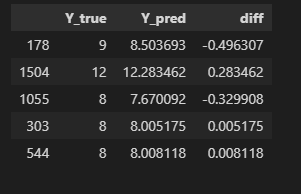 Y_true Y_pred diff
178 9 8.503693 -0.496307
1504 12 12.283462 0.283462
1055 8 7.670092 -0.329908
303 8 8.005175 0.005175
544 8 8.008118 0.008118